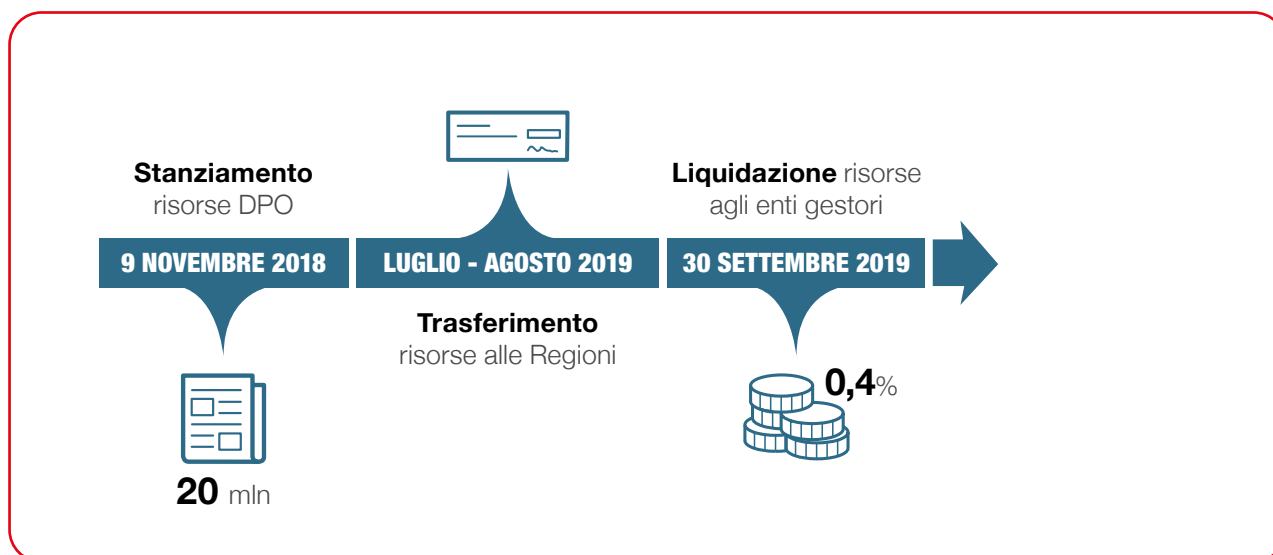 Stanziamento
risorse DPO
9 NOVEMBRE 2018
20 mln
LUGLIO - AGOSTO 2019
Trasferimento
risorse alle Regioni
Liquidazione risorse
agli enti gestori
30 SETTEMBRE 2019
0,4%